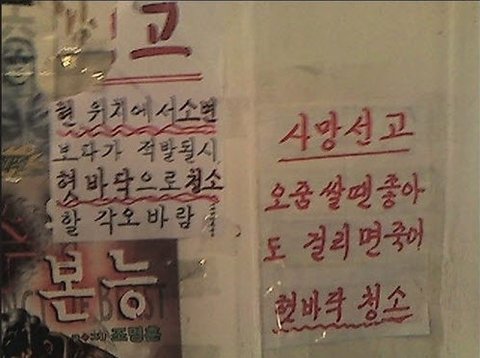 고
현 위치에서소변
보다가 적발될시
혓바닥으로청소
할 각오바람
본능
사망선고
오줌쌀땐좋아
도 걸리면죽어
혓바닥 청소